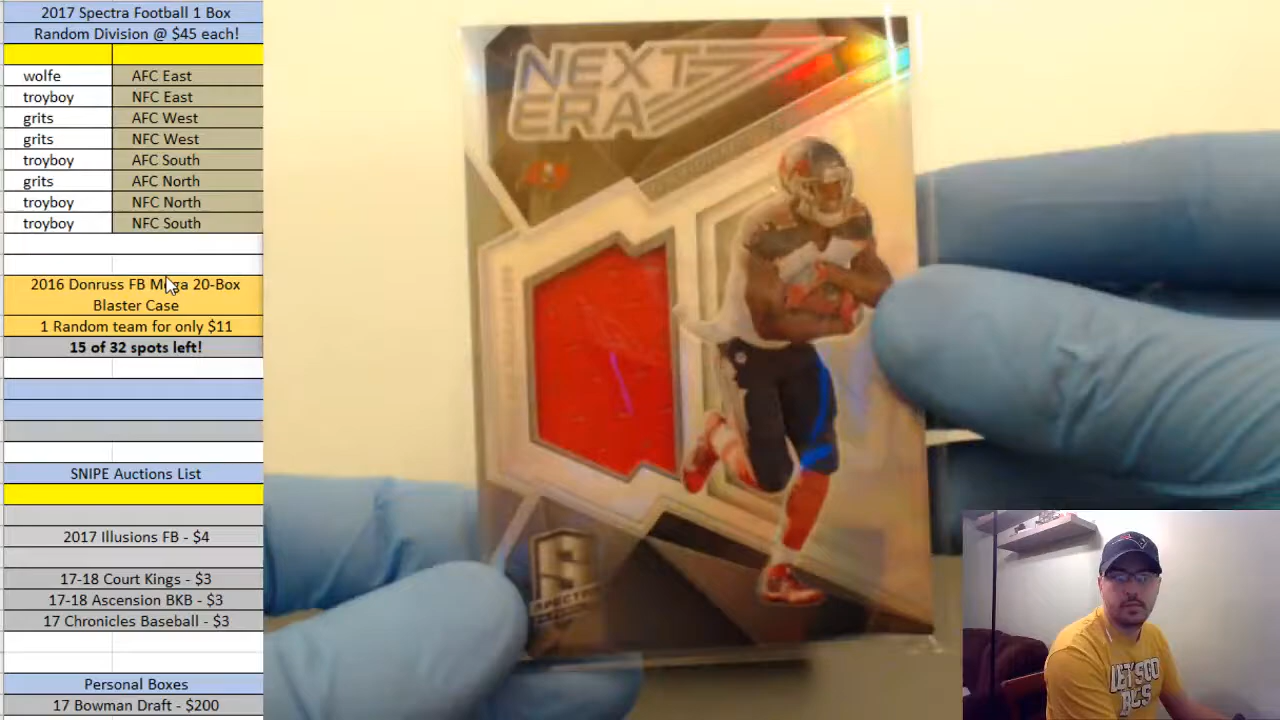 2017 Spectra Football 1 Box
Random Division @ $45 each!
wolfe AFC East
troyboy NFC East
grits AFC West
grits NFC West
troyboy AFC South
grits AFC North
troyboy NFC North
troyboy NFC South
2016 Donruss FB Mega 20-Box
Blaster Case
1 Random team for only $11
15 of 32 spots left!
SNIPE Auctions List
2017 Illusions FB - $4
17-18 Court Kings - $3
17-18 Ascension BKB - $3
17 Chronicles Baseball - $3
Personal Boxes
17 Bowman Draft - $200
NEXT
ERA
SPECTRA
LET'S GO